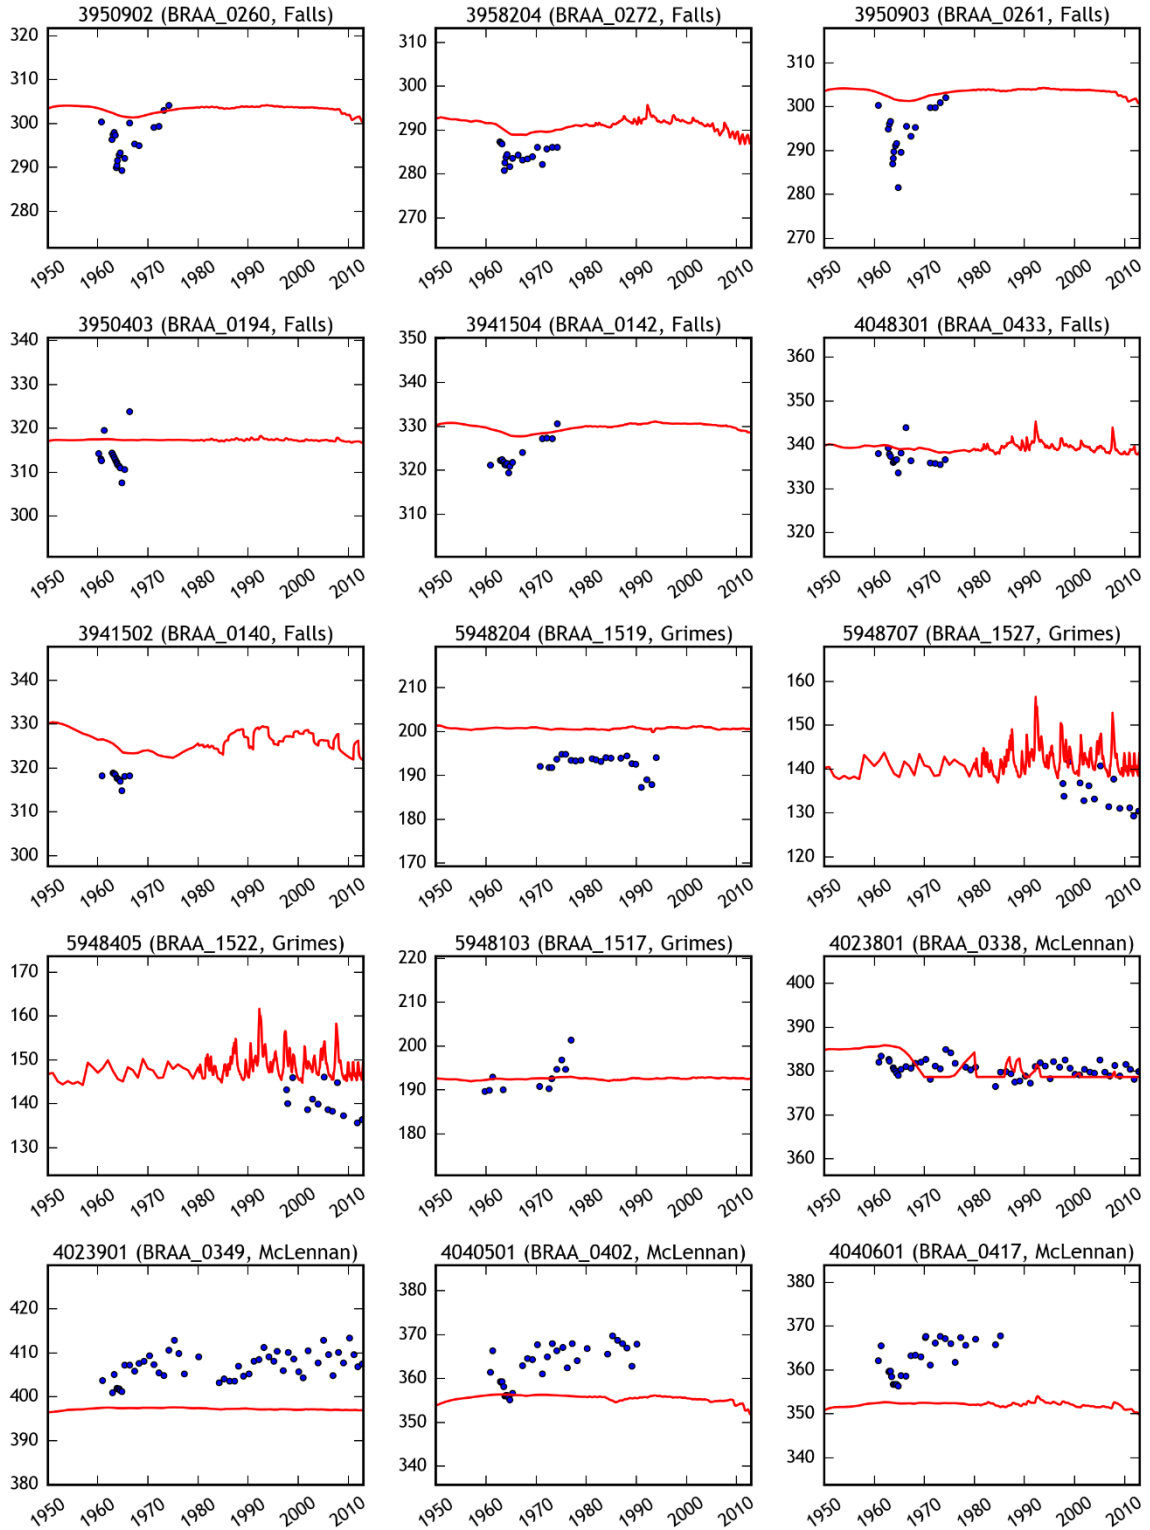 3950902 (BRAA_0260, Falls)
320
310
300
290
280
1950 1960 1970 1980 1990 2000 2010
3958204 (BRAA_0272, Falls)
310
300
290
280
270
1950 1960 1970 1980 1990 2000 2010
3950903 (BRAA_0261, Falls)
310
300
290
280
270
1950 1960 1970 1980 1990 2000 2010
3950403 (BRAA_0194, Falls)
340
330
320
310
300
1950 1960 1970 1980 1990 2000 2010
3941504 (BRAA_0142, Falls)
350
340
330
320
310
1950 1960 1970 1980 1990 2000 2010
4048301 (BRAA_0433, Falls)
360
350
340
330
320
1950 1960 1970 1980 1990 2000 2010
3941502 (BRAA_0140, Falls)
340
330
320
310
300
1950 1960 1970 1980 1990 2000 2010
5948204 (BRAA_1519, Grimes)
210
200
190
180
170
1950 1960 1970 1980 1990 2000 2010
5948707 (BRAA_1527, Grimes)
160
150
140
130
120
1950 1960 1970 1980 1990 2000 2010
5948405 (BRAA_1522, Grimes)
170
160
150
140
130
1950 1960 1970 1980 1990 2000 2010
5948103 (BRAA_1517, Grimes)
220
210
200
190
180
1950 1960 1970 1980 1990 2000 2010
4023801 (BRAA_0338, McLennan)
400
390
380
370
360
1950 1960 1970 1980 1990 2000 2010
4023901 (BRAA_0349, McLennan)
420
410
400
390
380
1950 1960 1970 1980 1990 2000 2010
4040501 (BRAA_0402, McLennan)
380
370
360
350
340
1950 1960 1970 1980 1990 2000 2010
4040601 (BRAA_0417, McLennan)
380
370
360
350
340
1950 1960 1970 1980 1990 2000 2010